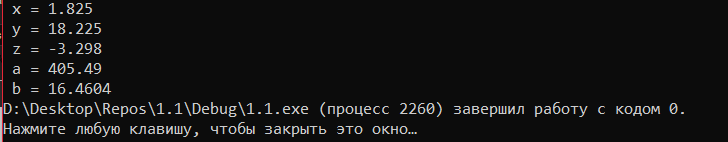 x = 1.825
y = 18.225
z = -3.298
a = 405.49
b = 16.4604
D:\Desktop\Repos\1.1\Debug\1.1.exe (процесс 2260) завершил работу с кодом 0.
Нажмите любую клавишу, чтобы закрыть это окно…